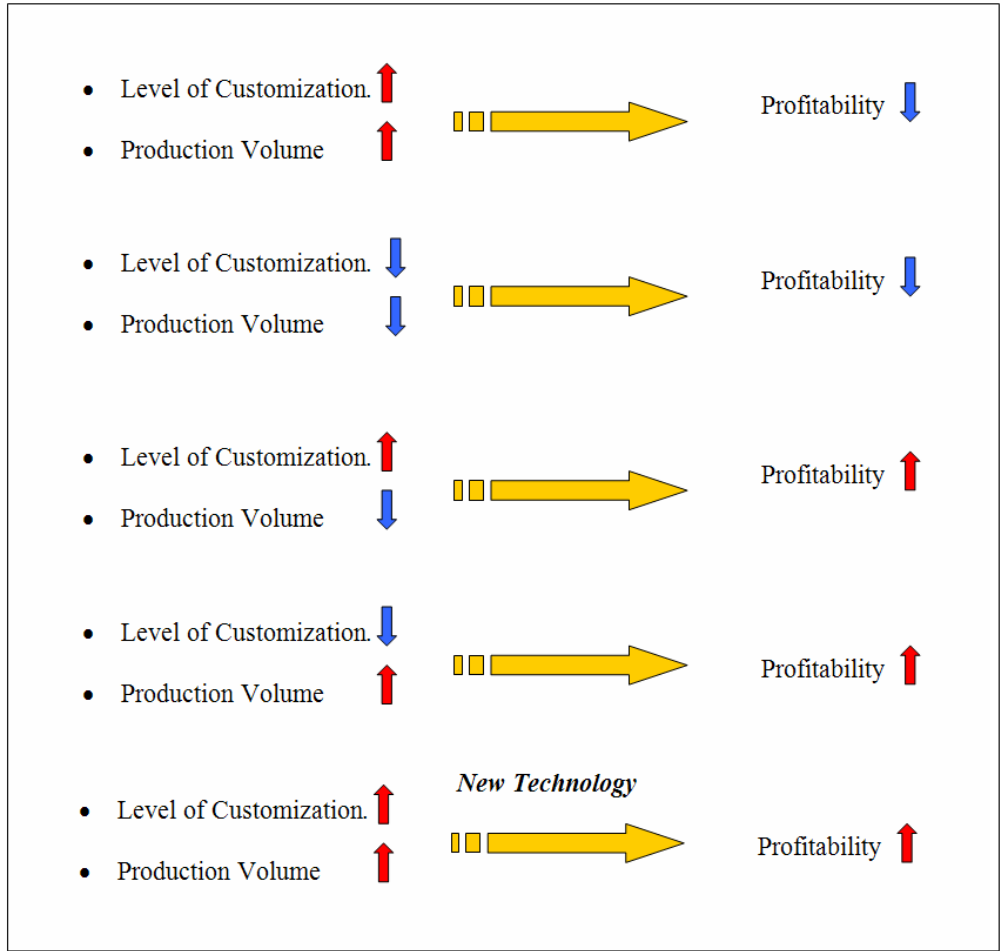 • Level of Customization.
Profitability
• Production Volume
• Level of Customization.
Profitability
• Production Volume
• Level of Customization.
Profitability
• Production Volume
• Level of Customization.
Profitability
• Production Volume
New Technology
• Level of Customization.
Profitability
• Production Volume